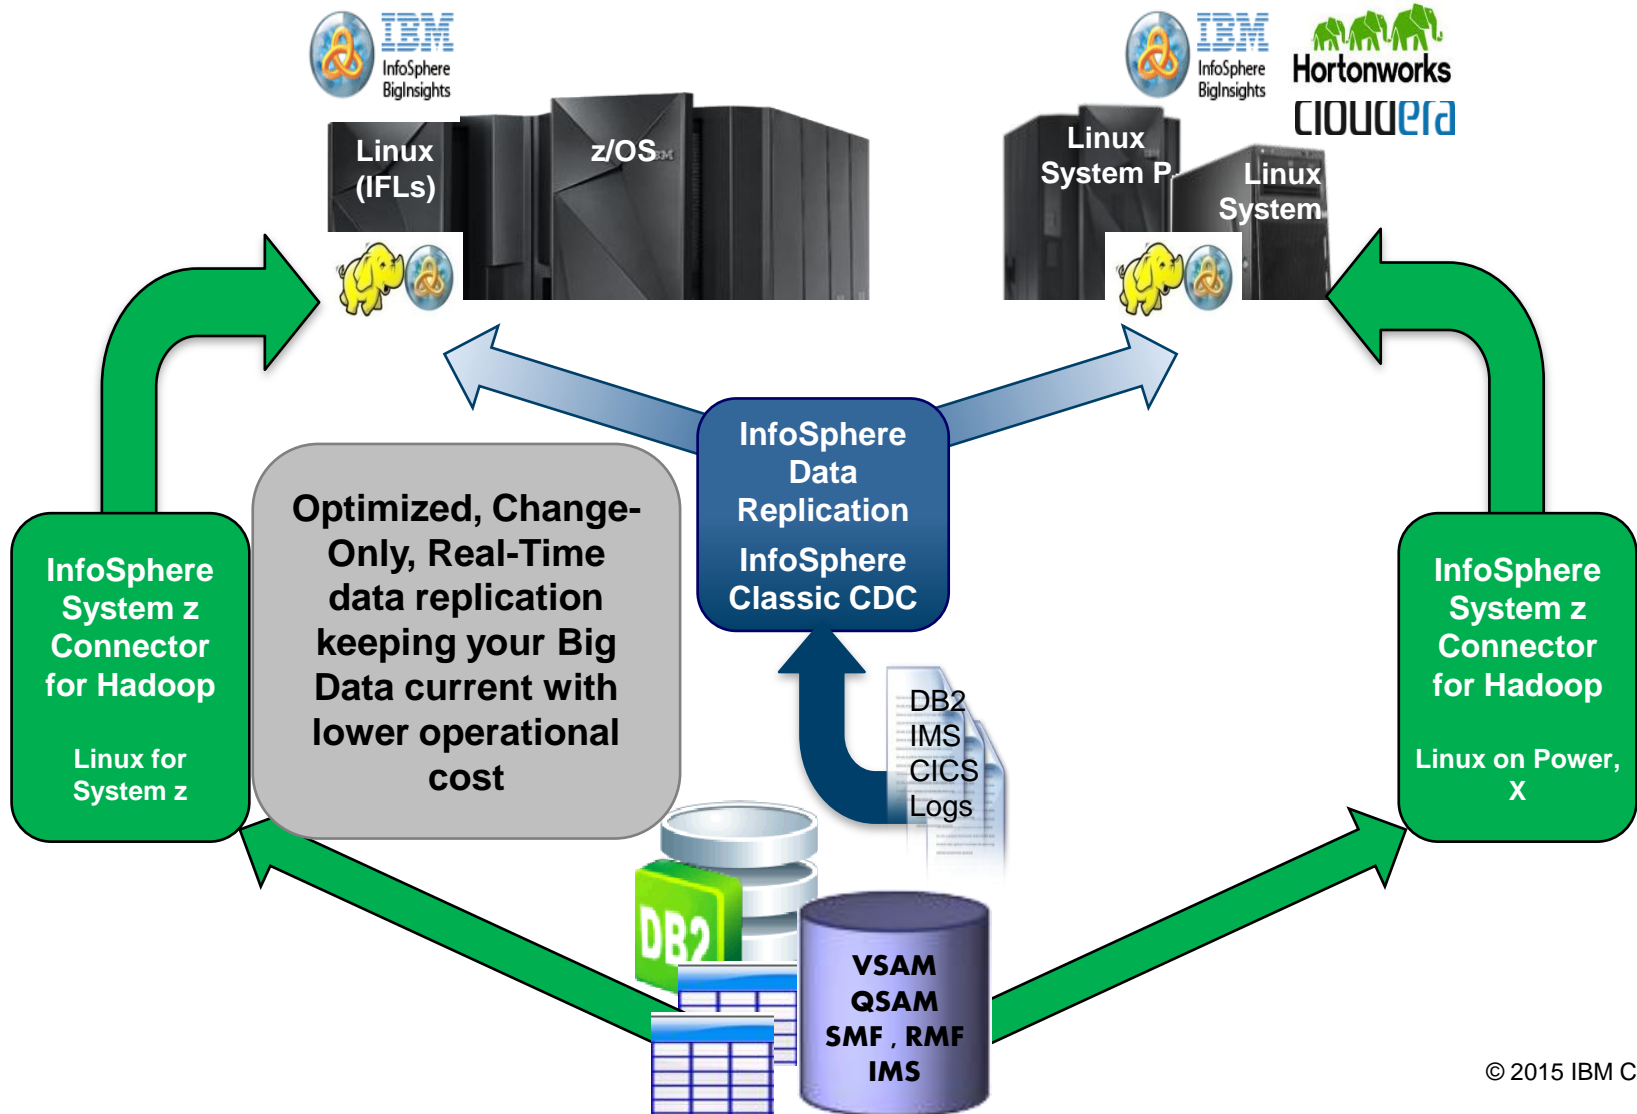 IBM
InfoSphere
BigInsights
IBM
InfoSphere
BigInsights
Hortonworks
cloudera
Linux
(IFLs)
z/OS
IBM
Linux
System P
Linux
System
InfoSphere
Data
Replication
InfoSphere
Classic CDC
Optimized, Change-
Only, Real-Time
data replication
keeping your Big
Data current with
lower operational
cost
InfoSphere
System z
Connector
for Hadoop
Linux for
System z
InfoSphere
System z
Connector
for Hadoop
Linux on Power,
X
DB2
IMS
CICS
Logs
DB2
VSAM
QSAM
SMF , RMF
IMS
© 2015 IBM C